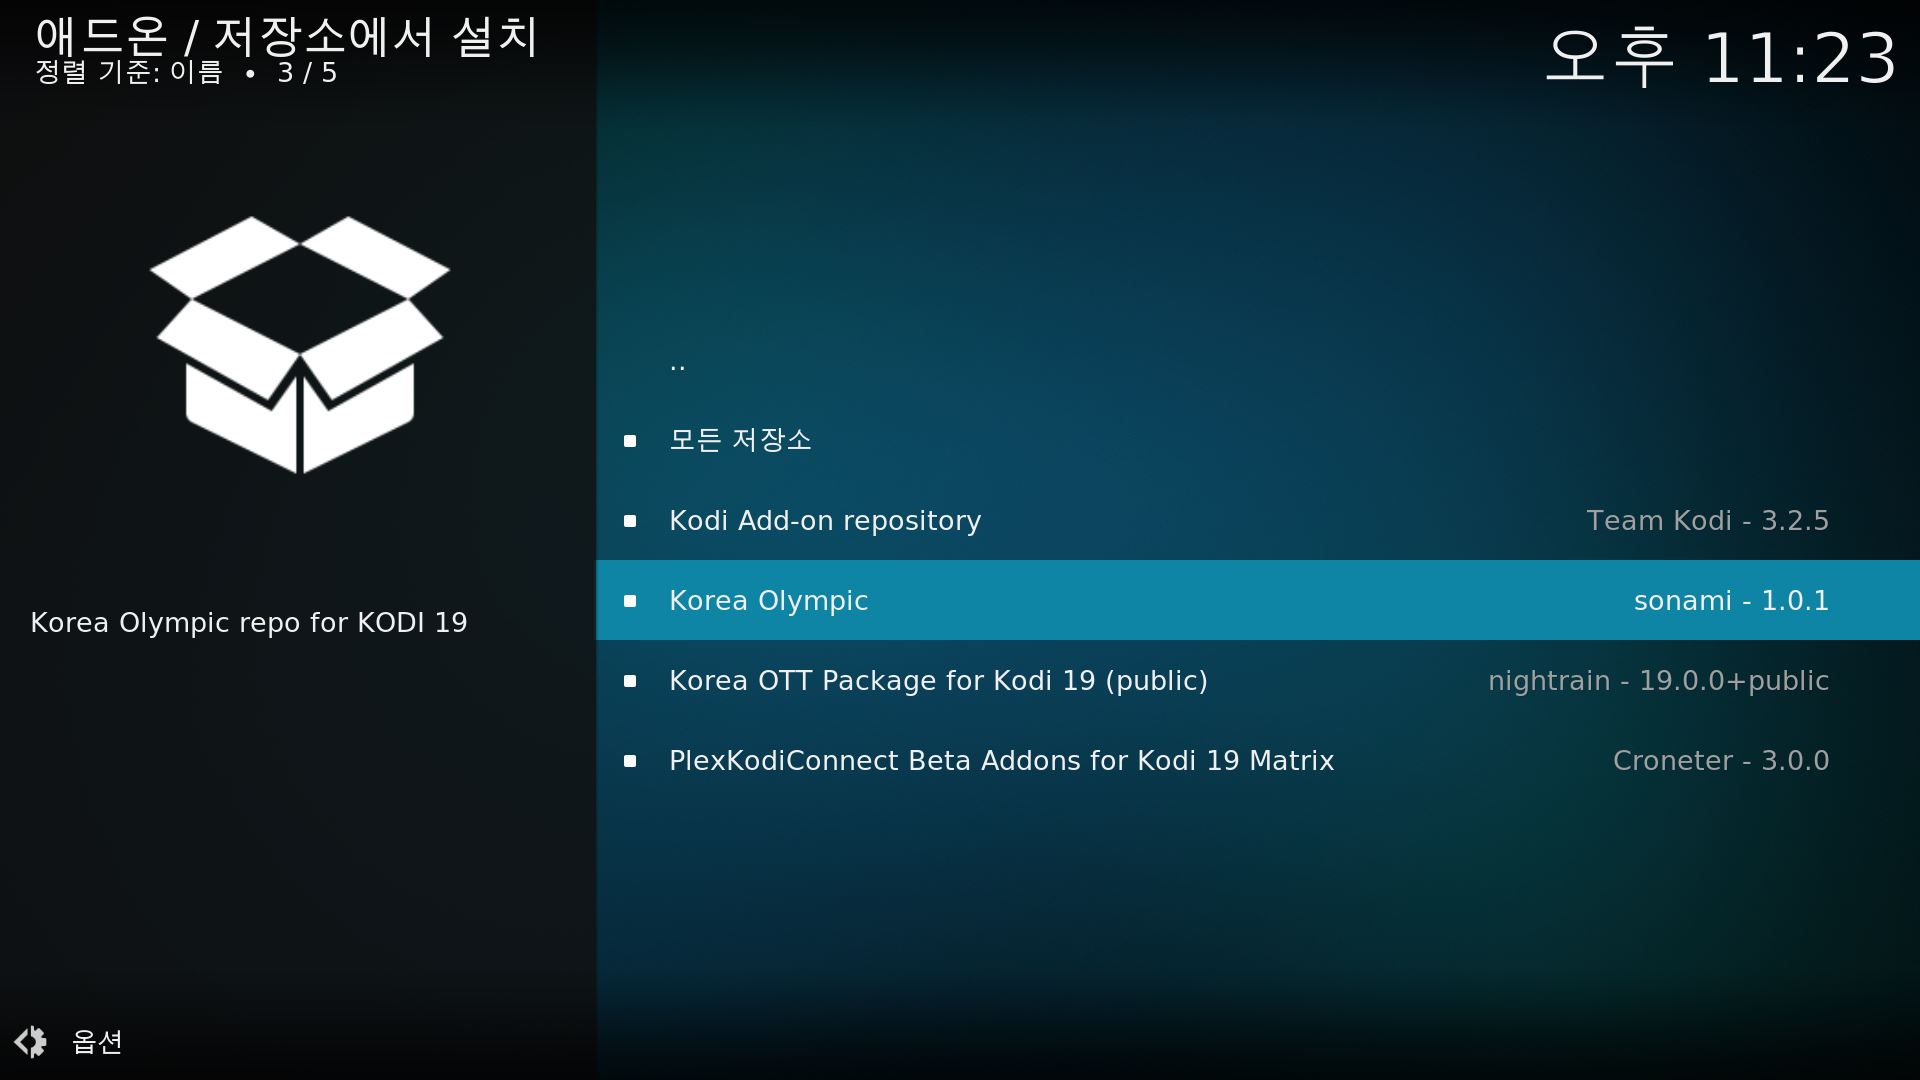 애드온 / 저장소에서 설치
정렬 기준: 이름 • 3 / 5
오후 11:23
..
모든 저장소
Kodi Add-on repository Team Kodi - 3.2.5
Korea Olympic sonami - 1.0.1
Korea OTT Package for Kodi 19 (public) nightrain - 19.0.0+public
PlexKodiConnect Beta Addons for Kodi 19 Matrix Croneter - 3.0.0
Korea Olympic repo for KODI 19
옵션